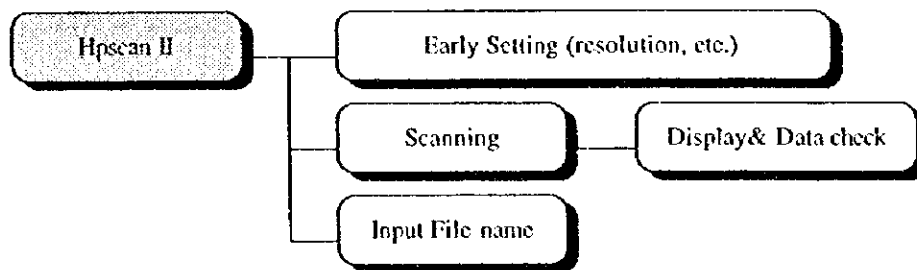 Hpscan II
Early Setting (resolution, etc.)
Scanning
Display& Data check
Input File name